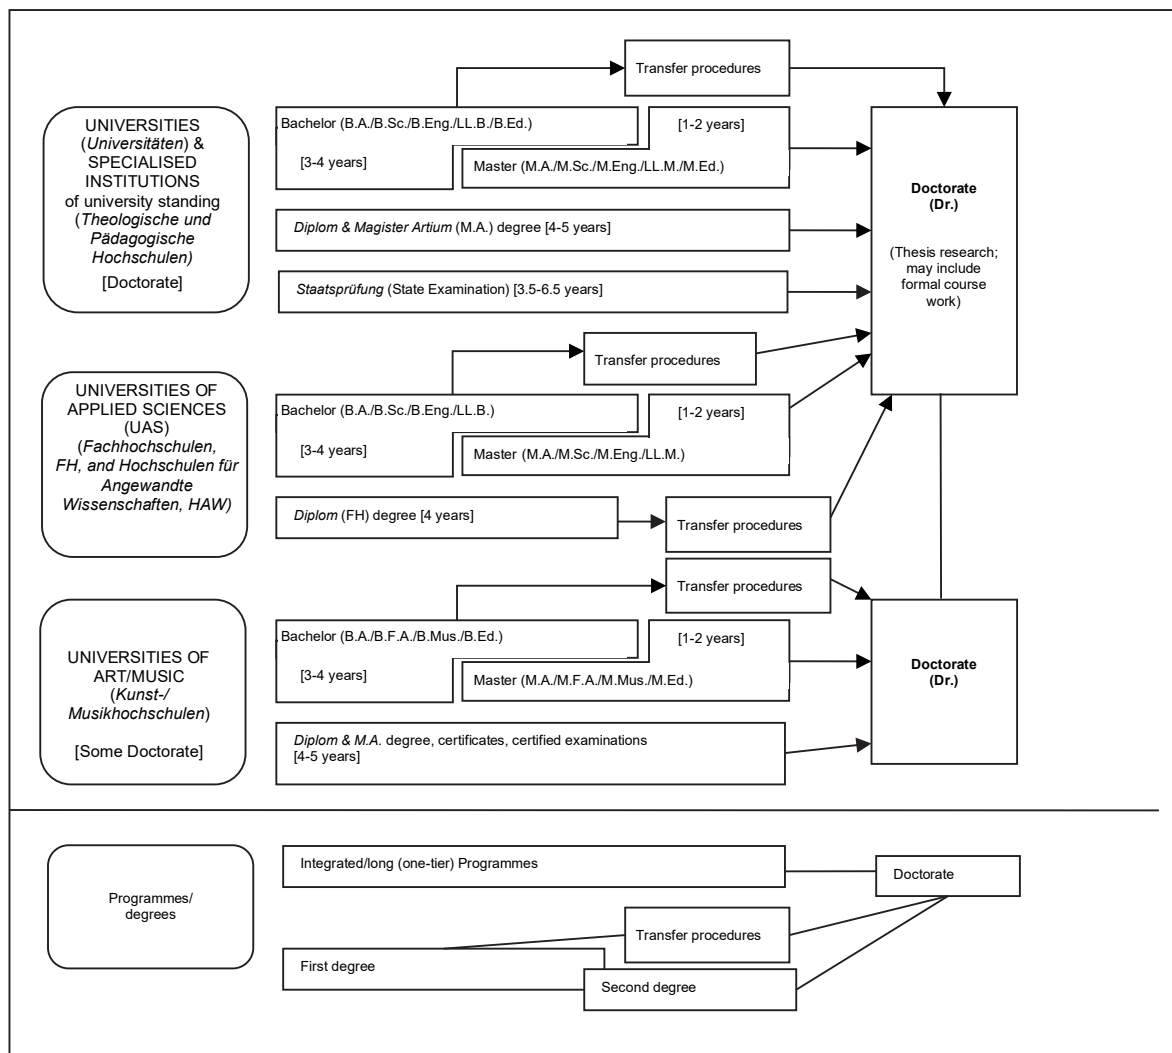 Transfer procedures
UNIVERSITIES
(Universitäten) &
SPECIALISED
INSTITUTIONS
of university standing
(Theologische und
Pädagogische
Hochschulen)
[Doctorate]
Bachelor (B.A./B.Sc./B.Eng./LL.B./B.Ed.)
[3-4 years]
[1-2 years]
Master (M.A./M.Sc./M.Eng./LL.M./M.Ed.)
Diplom & Magister Artium (M.A.) degree [4-5 years]
Staatsprüfung (State Examination) [3.5-6.5 years]
Doctorate
(Dr.)
(Thesis research;
may include
formal course
work)
Transfer procedures
UNIVERSITIES OF
APPLIED SCIENCES
(UAS)
(Fachhochschulen,
FH, and Hochschulen für
Angewandte
Wissenschaften, HAW)
Bachelor (B.A./B.Sc./B.Eng./LL.B.)
[3-4 years]
[1-2 years]
Master (M.A./M.Sc./M.Eng./LL.M.)
Diplom (FH) degree [4 years]
Transfer procedures
Transfer procedures
UNIVERSITIES OF
ART/MUSIC
(Kunst-/
Musikhochschulen)
[Some Doctorate]
Bachelor (B.A./B.F.A./B.Mus./B.Ed.)
[3-4 years]
[1-2 years]
Master (M.A./M.F.A./M.Mus./M.Ed.)
Diplom & M.A. degree, certificates, certified examinations
[4-5 years]
Doctorate
(Dr.)
Programmes/
degrees
Integrated/long (one-tier) Programmes
Doctorate
Transfer procedures
First degree
Second degree